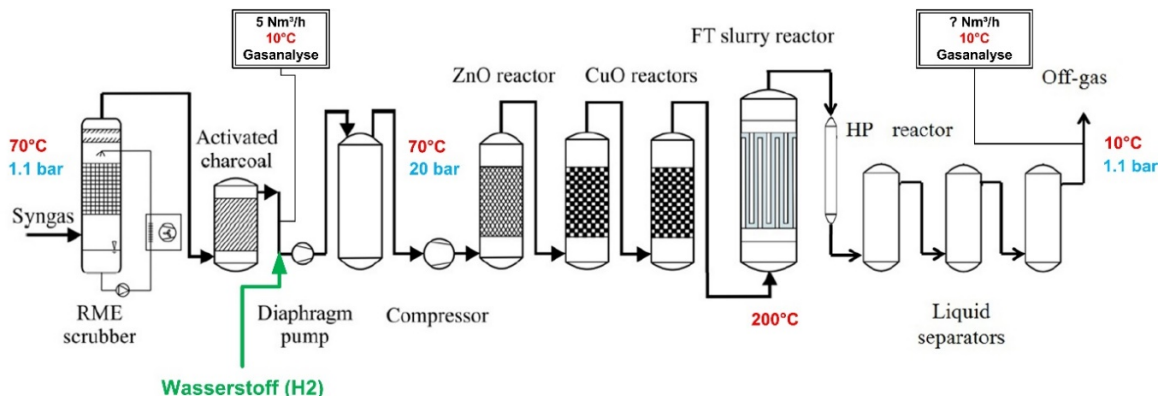 5 Nm³/h
10°C
Gasanalyse
? Nm³/h
10°C
Gasanalyse
FT slurry reactor
Off-gas
ZnO reactor
CuO reactors
Activated
charcoal
HP reactor
70°C
1.1 bar
70°C
20 bar
10°C
1.1 bar
Syngas
RME
scrubber
Diaphragm
pump
Compressor
200°C
Liquid
separators
Wasserstoff (H2)